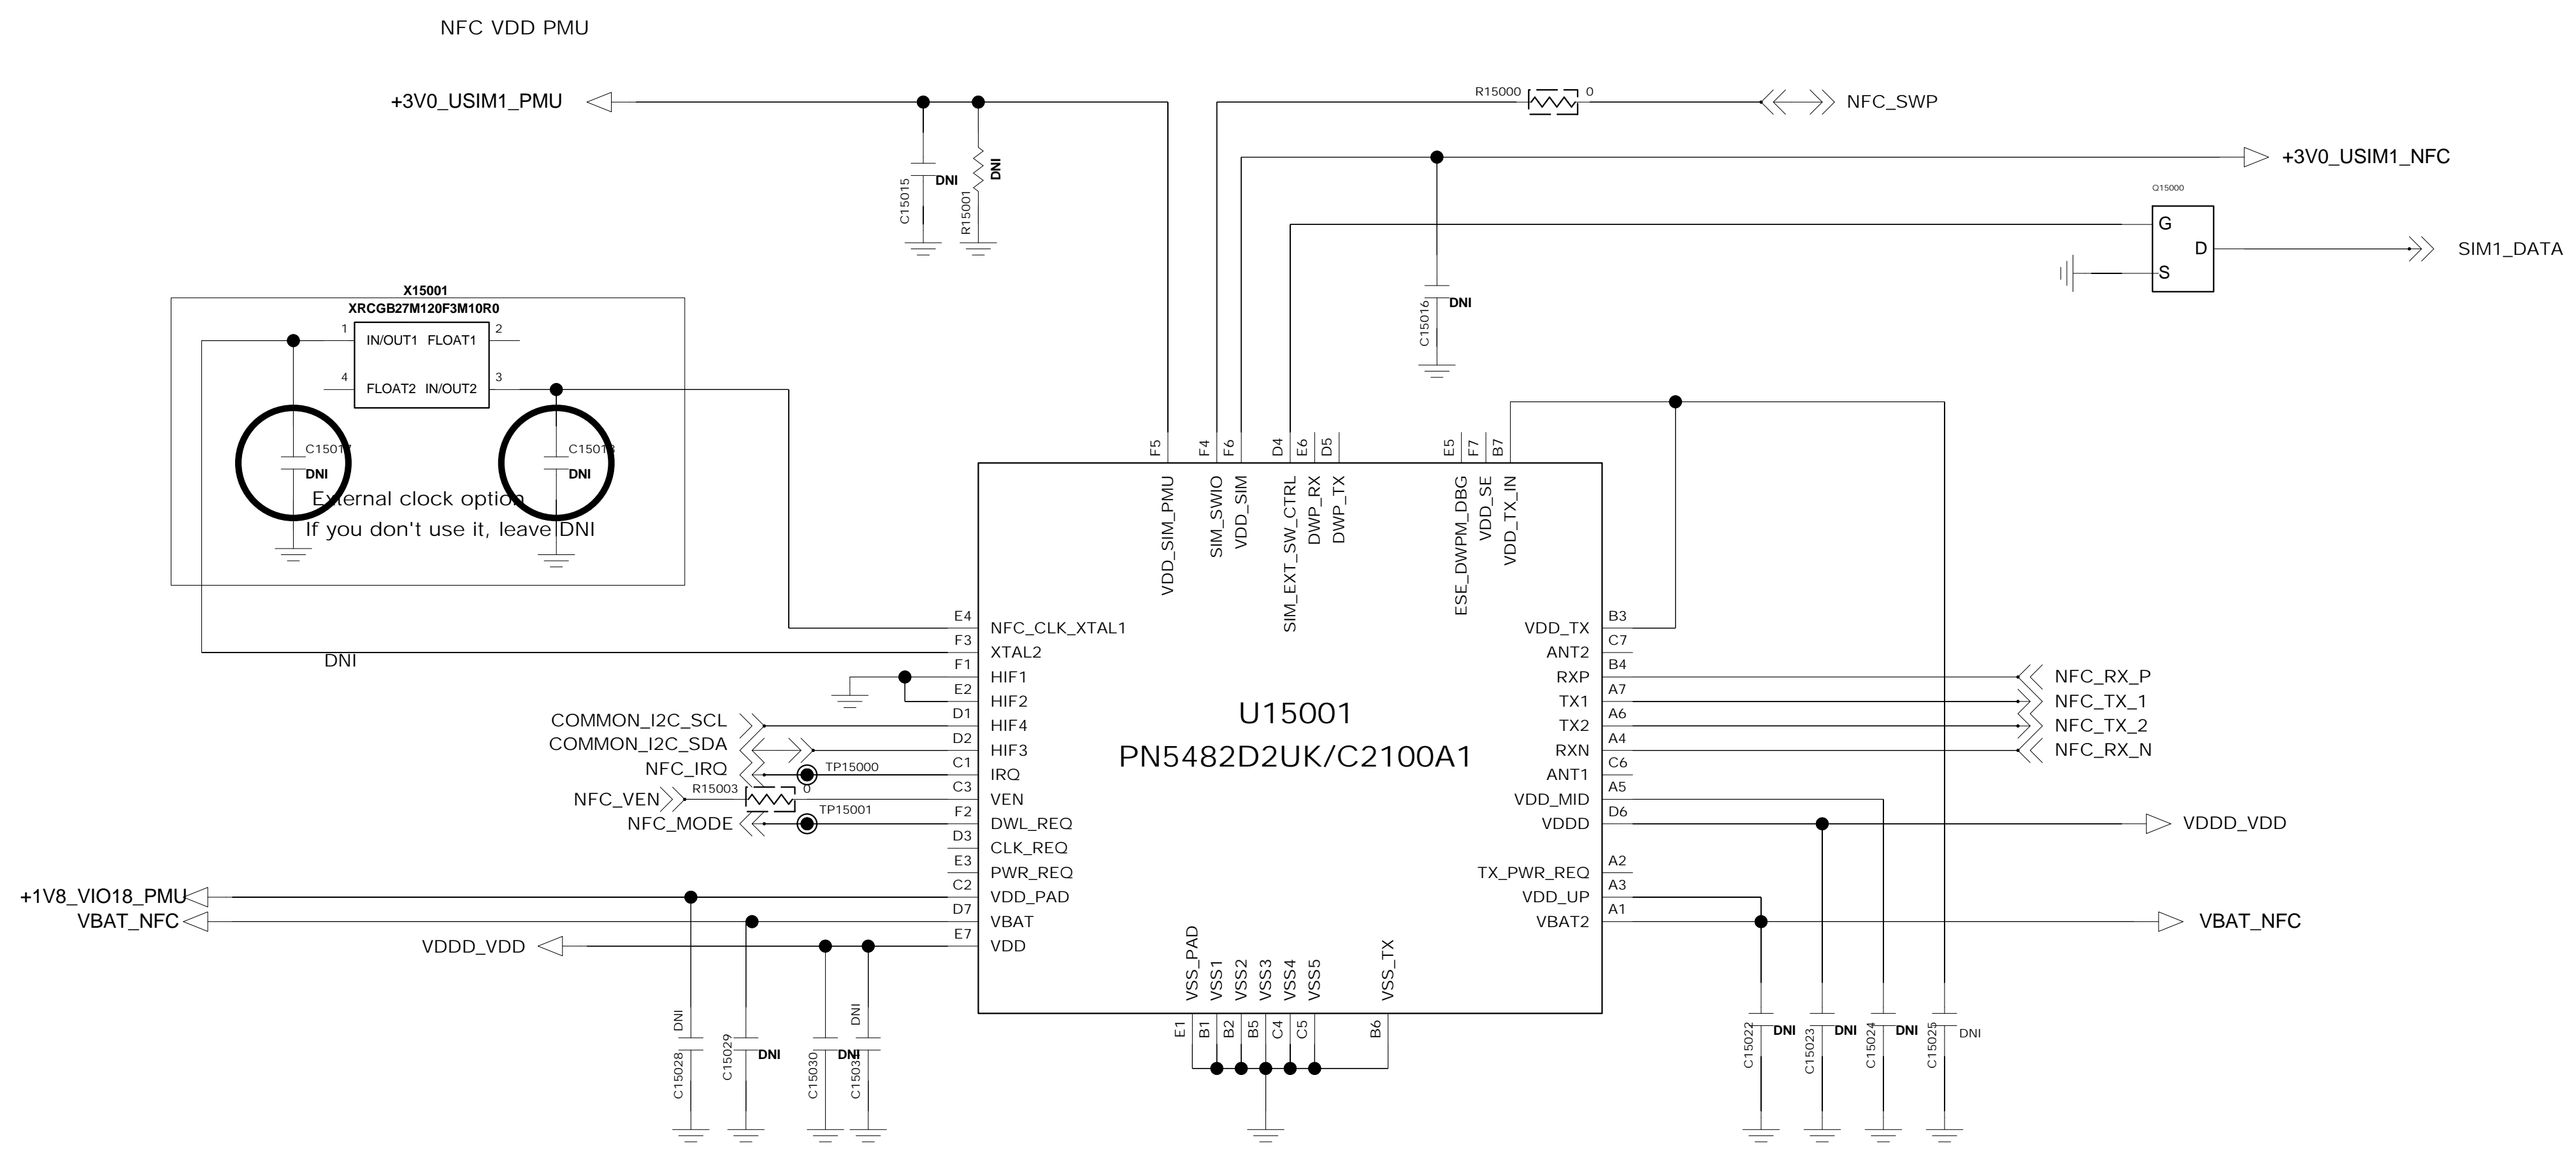 NFC VDD PMU
+3V0_USIM1_PMU
R15000
0
NFC_SWP
+3V0_USIM1_NFC
C15015
DNI
R15001
DNI
Q15000
G
D
S
SIM1_DATA
C15016
DNI
X15001
XRCGB27M120F3M10R0
1
IN/OUT1
FLOAT1
2
4
FLOAT2
IN/OUT2
3
DNI
DNI
External clock option
If you don't use it, leave DNI
DNI
F5
F4
F6
D4
E6
D5
E5
F7
B7
VDD_SIM_PMU
SIM_SWIO
VDD_SIM
SIM_EXT_SW_CTRL
DWP_RX
DWP_TX
ESE_DWPM_DBG
VDD_SE
VDD_TX_IN
U15001
PN5482D2UK/C2100A1
E4
NFC_CLK_XTAL1
F3
XTAL2
F1
HIF1
E2
HIF2
COMMON_I2C_SCL
D1
HIF4
COMMON_I2C_SDA
D2
HIF3
NFC_IRQ
TP15000
C1
IRQ
NFC_VEN
R15003
0
C3
VEN
NFC_MODE
TP15001
F2
DWL_REQ
D3
CLK_REQ
E3
PWR_REQ
+1V8_VIO18_PMU
C2
VDD_PAD
VBAT_NFC
D7
VBAT
VDDD_VDD
E7
VDD
B3
VDD_TX
C7
ANT2
B4
RXP
NFC_RX_P
A7
TX1
NFC_TX_1
A6
TX2
NFC_TX_2
A4
RXN
NFC_RX_N
C6
ANT1
A5
VDD_MID
D6
VDDD
VDDD_VDD
A2
TX_PWR_REQ
A3
VDD_UP
A1
VBAT2
VBAT_NFC
VSS_PAD
VSS1
VSS2
VSS3
VSS4
VSS5
VSS_TX
E1
B1
B2
B5
C4
C5
B6
C15028
DNI
C15029
DNI
C15030
DNI
DNI
C15022
DNI
C15023
DNI
C15024
DNI
C15025
DNI